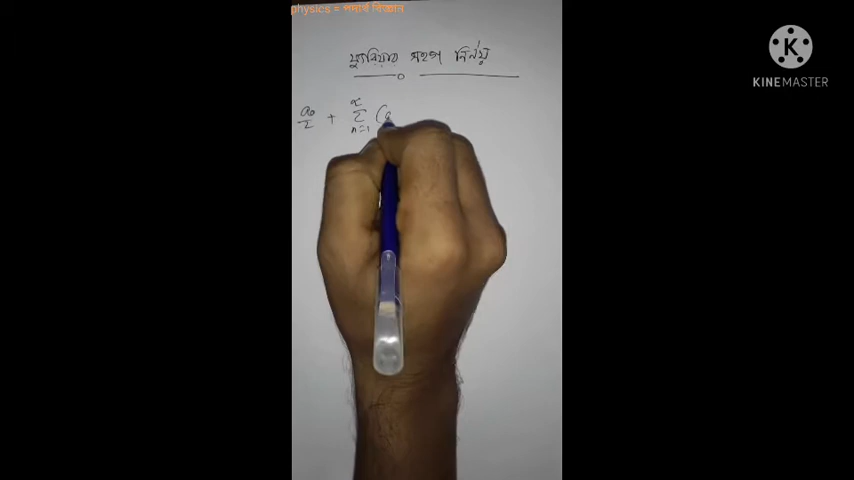 physics = পদার্থ বিজ্ঞান
ফুরিয়ার সহগ নির্ণয়
a₀/2 + Σ n=1 ∝ (a
K
KINEMASTER